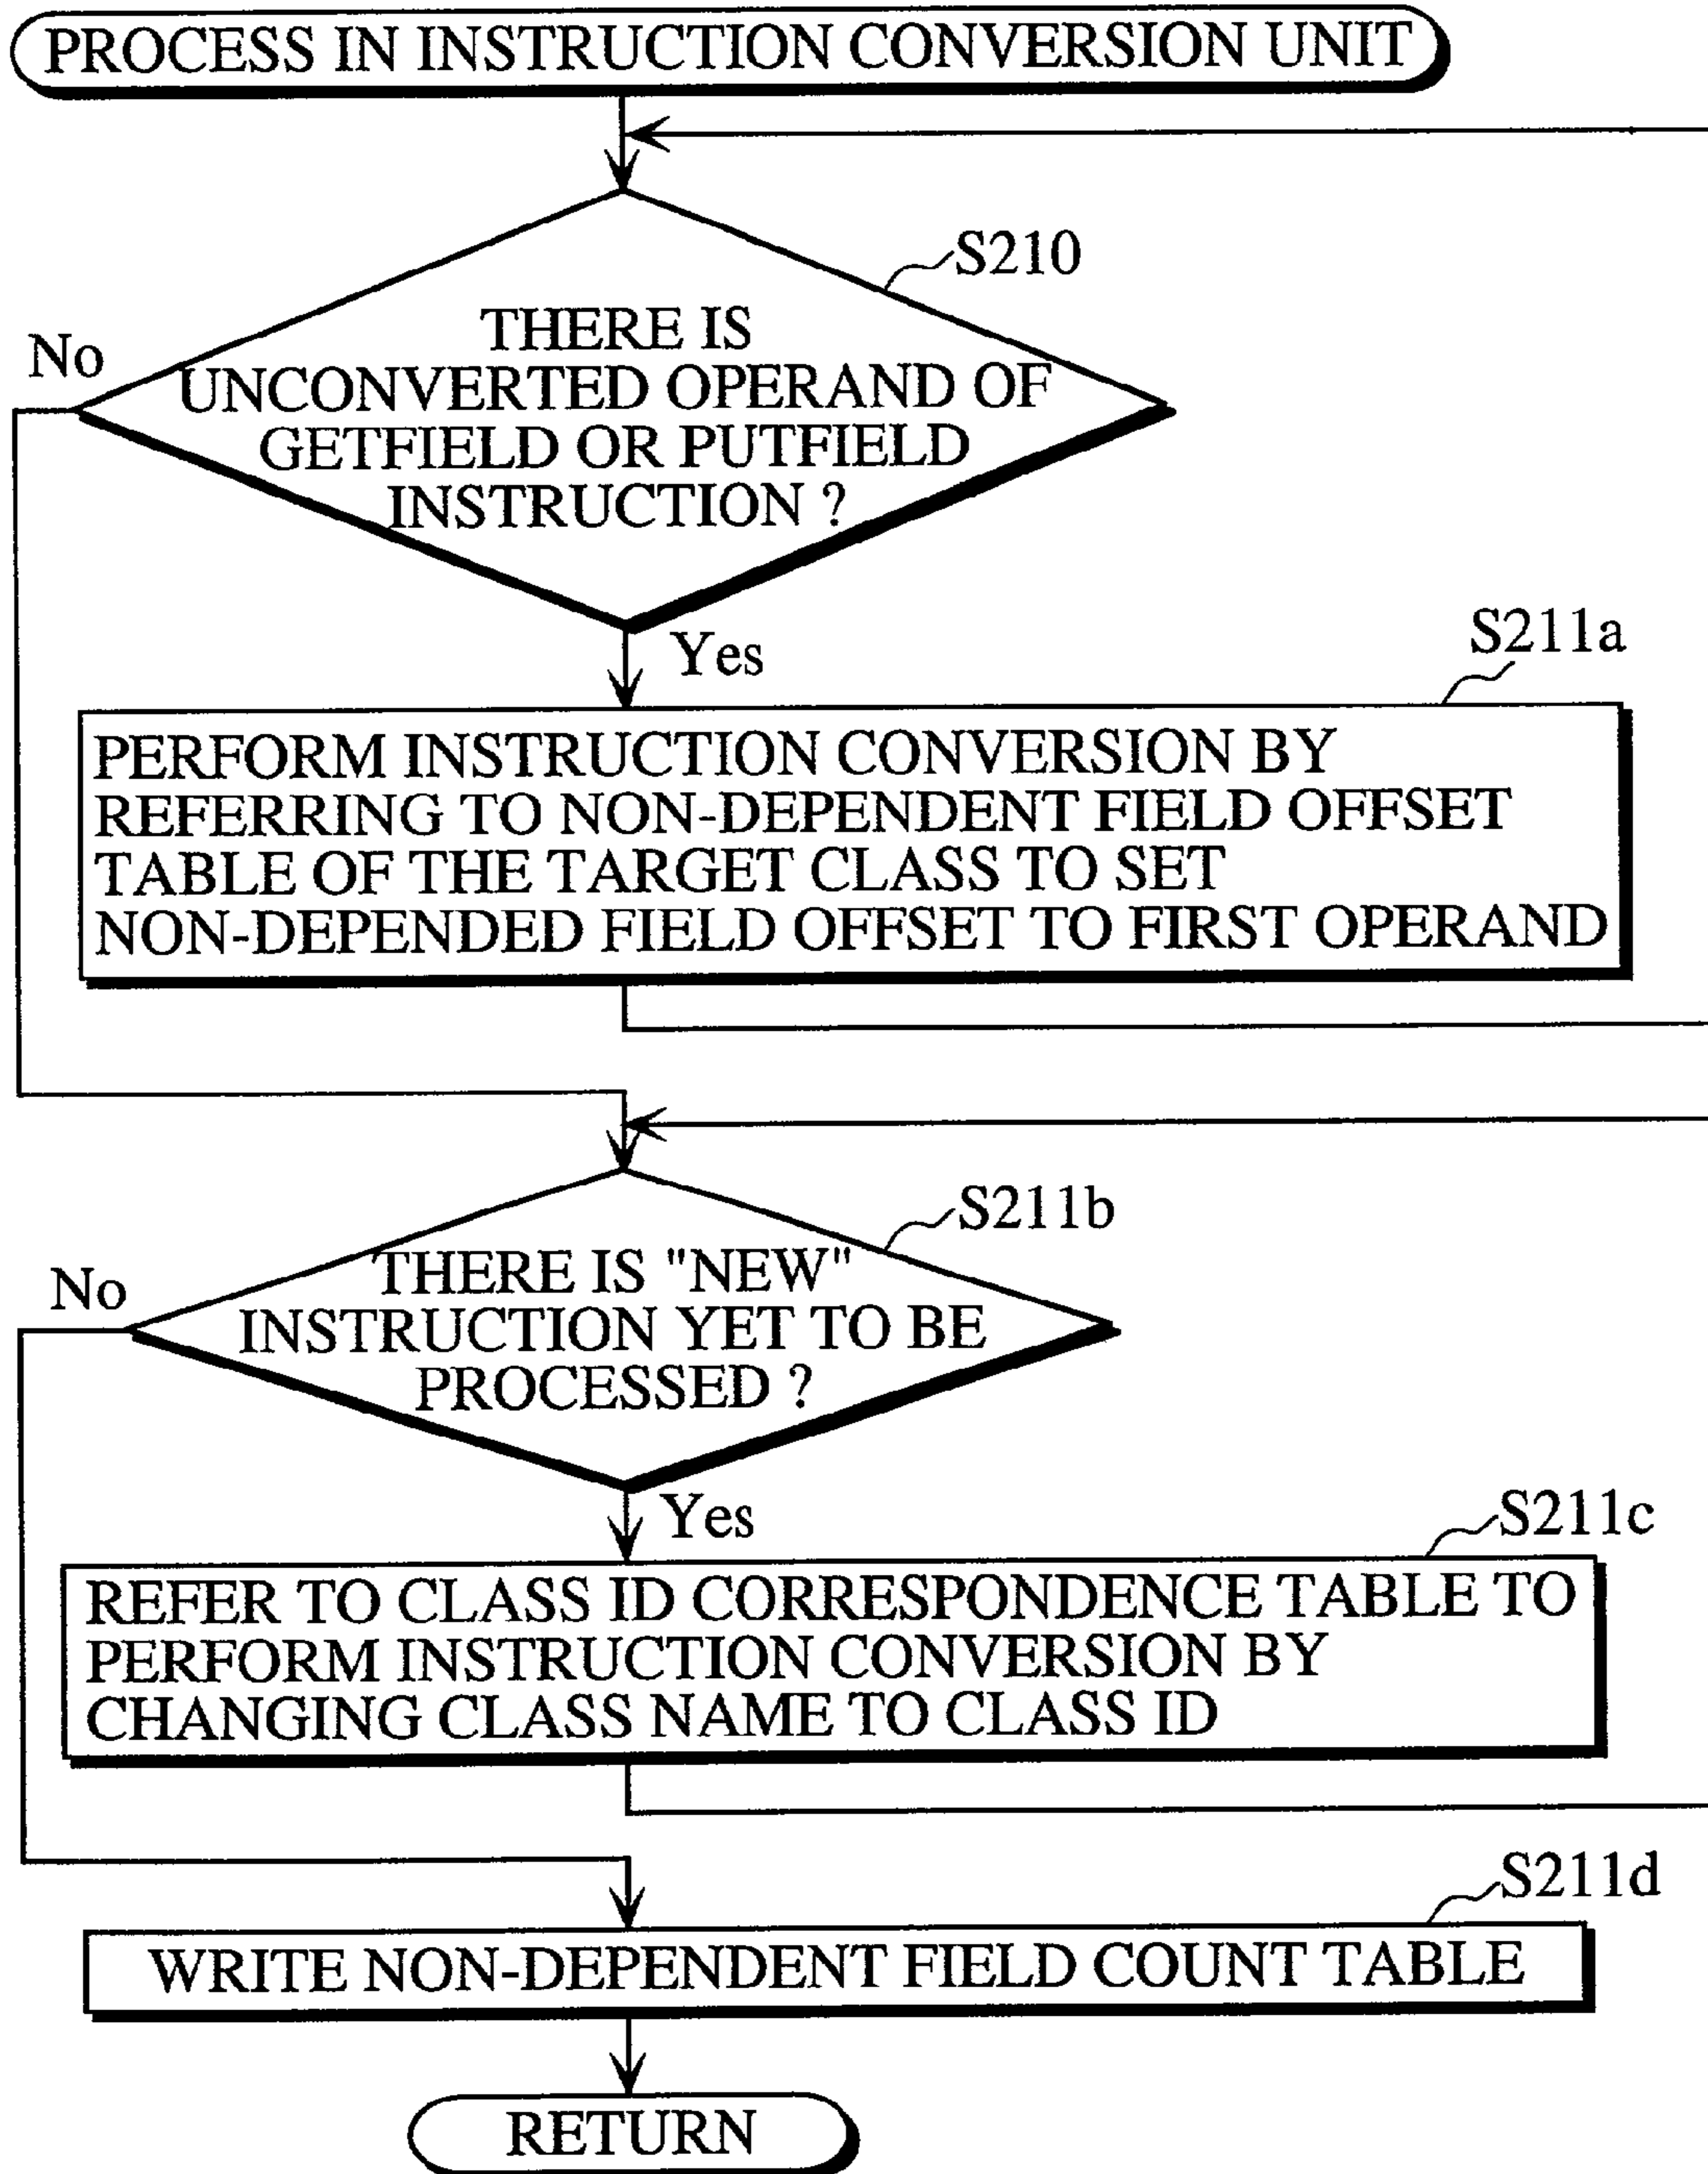 PROCESS IN INSTRUCTION CONVERSION UNIT
S210
THERE IS
No
UNCONVERTED OPERAND OF
GETFIELD OR PUTFIELD
INSTRUCTION ?
Yes
S211a
PERFORM INSTRUCTION CONVERSION BY
REFERRING TO NON-DEPENDENT FIELD OFFSET
TABLE OF THE TARGET CLASS TO SET
NON-DEPENDED FIELD OFFSET TO FIRST OPERAND
S211b
THERE IS "NEW"
No
INSTRUCTION YET TO BE
PROCESSED ?
Yes
S211c
REFER TO CLASS ID CORRESPONDENCE TABLE TO
PERFORM INSTRUCTION CONVERSION BY
CHANGING CLASS NAME TO CLASS ID
S211d
WRITE NON-DEPENDENT FIELD COUNT TABLE
RETURN